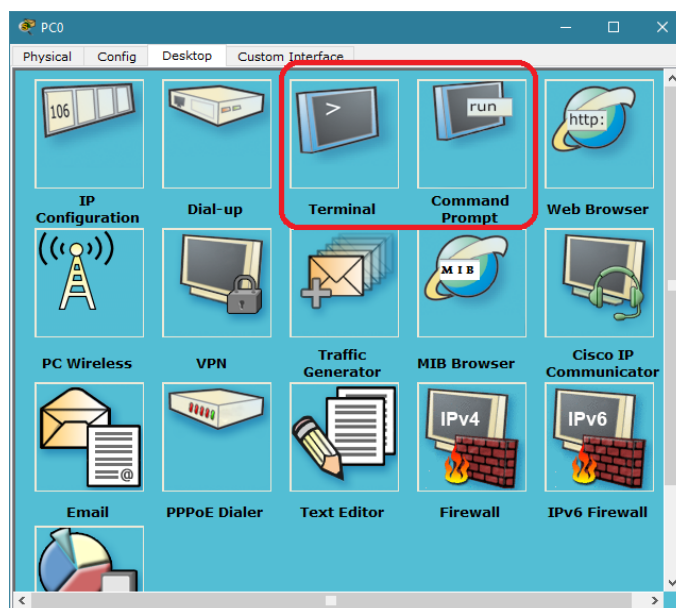 PC0
Physical Config Desktop Custom Interface
106
>
run
http:
IP
Configuration
Dial-up
Terminal
Command
Prompt
Web Browser
MIB
PC Wireless
VPN
Traffic
Generator
MIB Browser
Cisco IP
Communicator
@
IPv4
IPv6
Email
PPPoE Dialer
Text Editor
Firewall
IPv6 Firewall